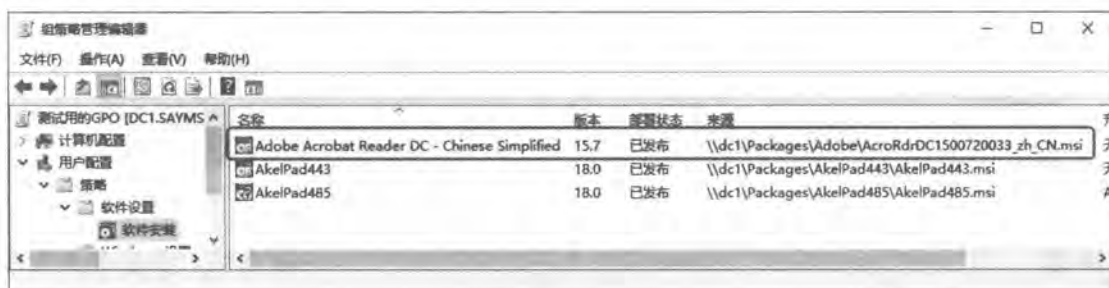 组策略管理编辑器
文件(F) 操作(A) 查看(V) 帮助(H)
测试用的GPO [DC1.SAYMS
计算机配置
用户配置
策略
软件设置
软件安装
名称 版本 部署状态 来源
Adobe Acrobat Reader DC - Chinese Simplified 15.7 已发布 \\dc1\Packages\Adobe\AcroRdrDC1500720033_zh_CN.msi
AkelPad443 18.0 已发布 \\dc1\Packages\AkelPad443\AkelPad443.msi
AkelPad485 18.0 已发布 \\dc1\Packages\AkelPad485\AkelPad485.msi